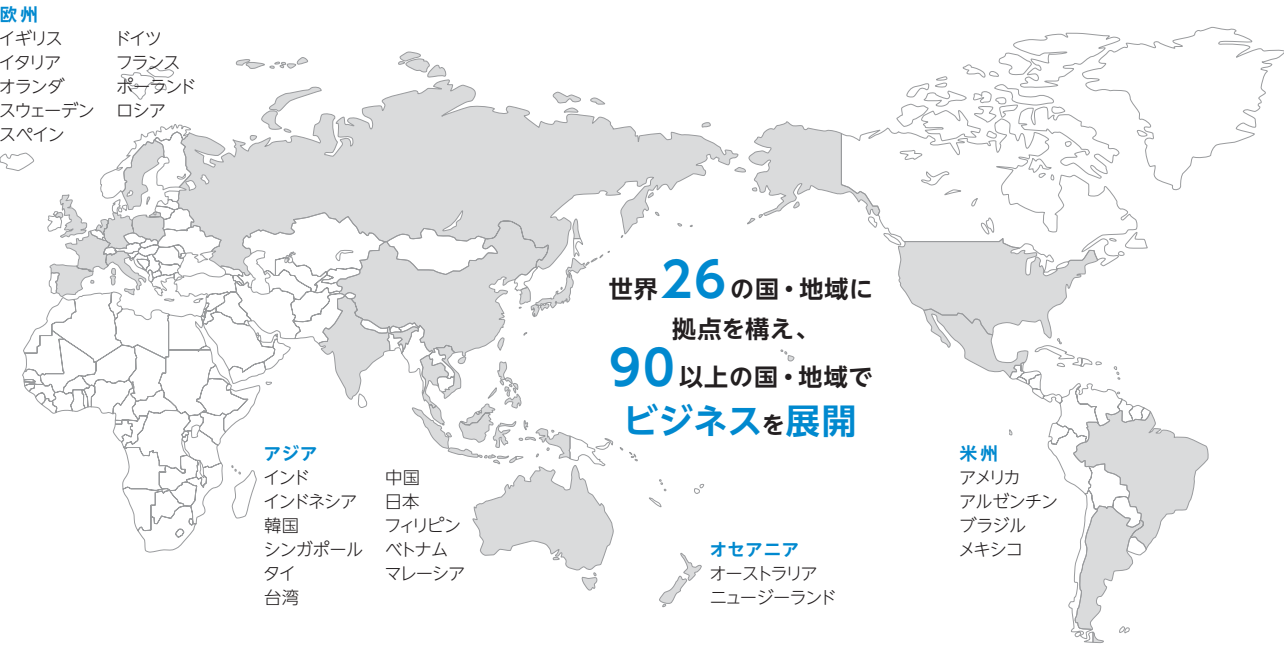 欧州
イギリス
イタリア
オランダ
スウェーデン
スペイン
ドイツ
フランス
ポーランド
ロシア
世界26の国・地域に
拠点を構え、
90以上の国・地域で
ビジネスを展開
アジア
インド
インドネシア
韓国
シンガポール
タイ
台湾
中国
日本
フィリピン
ベトナム
マレーシア
オセアニア
オーストラリア
ニュージーランド
米州
アメリカ
アルゼンチン
ブラジル
メキシコ